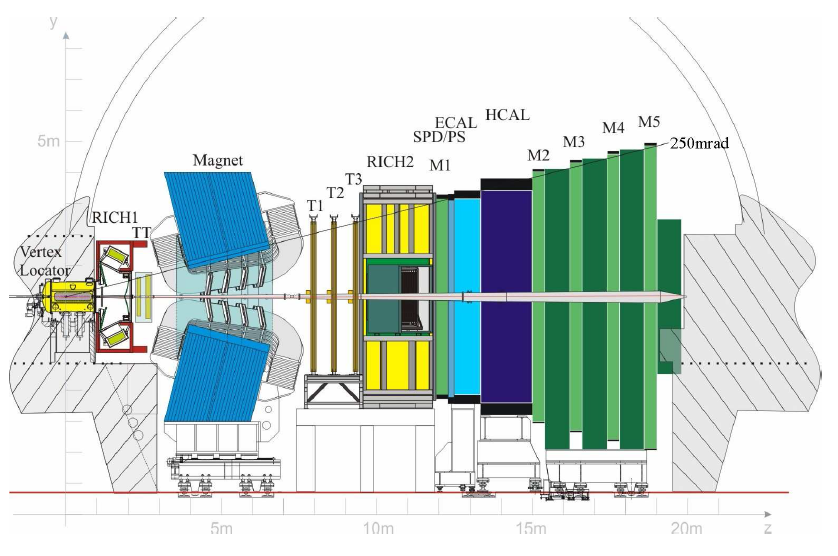 y
5m
Magnet
RICH1
TT
Vertex
Locator
T1
T2
T3
RICH2
M1
SPD/PS
ECAL
HCAL
M2
M3
M4
M5
250mrad
5m
10m
15m
20m
z